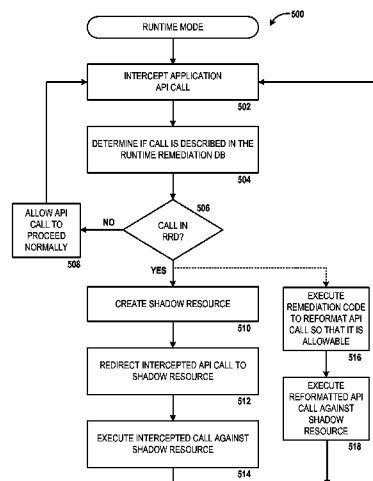 RUNTIME MODE
500
INTERCEPT APPLICATION
API CALL
502
DETERMINE IF CALL IS DESCRIBED IN THE
RUNTIME REMEDIATION DB
504
506
CALL IN
RRD?
NO
ALLOW API
CALL TO
PROCEED
NORMALLY
508
YES
CREATE SHADOW RESOURCE
510
EXECUTE
REMEDIATION CODE
TO REFORMAT API
CALL SO THAT IT IS
ALLOWABLE
516
REDIRECT INTERCEPTED API CALL TO
SHADOW RESOURCE
512
EXECUTE
REFORMATTED API
CALL AGAINST
SHADOW
RESOURCE
518
EXECUTE INTERCEPTED CALL AGAINST
SHADOW RESOURCE
514